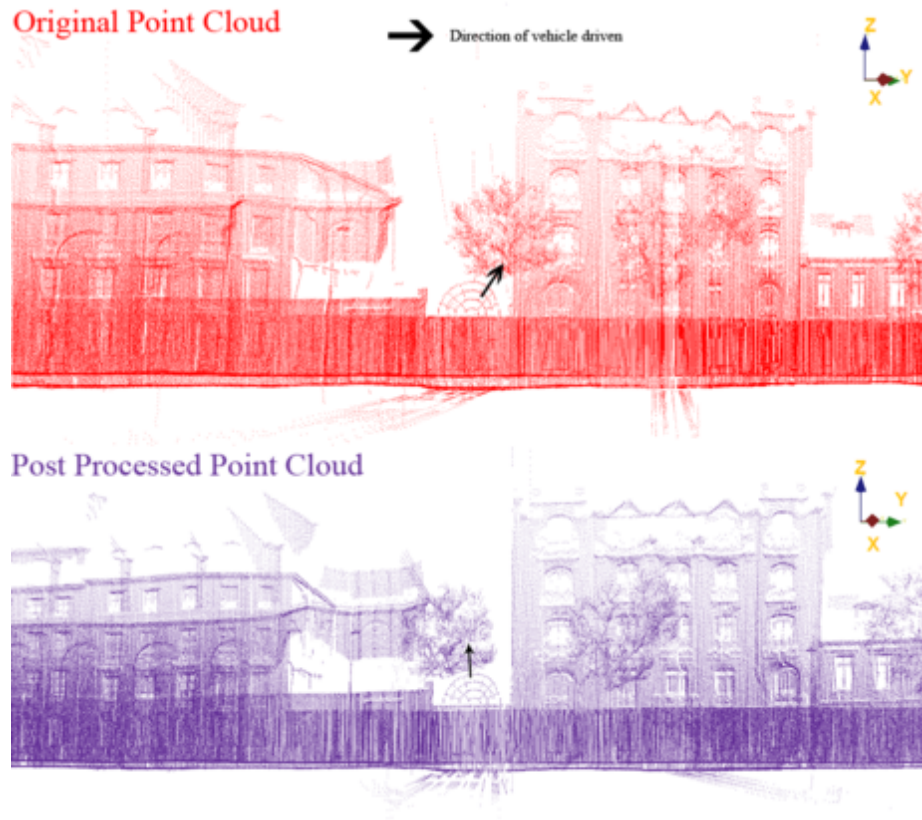 Original Point Cloud
Direction of vehicle driven
Z
Y
X
Post Processed Point Cloud
Z
Y
X